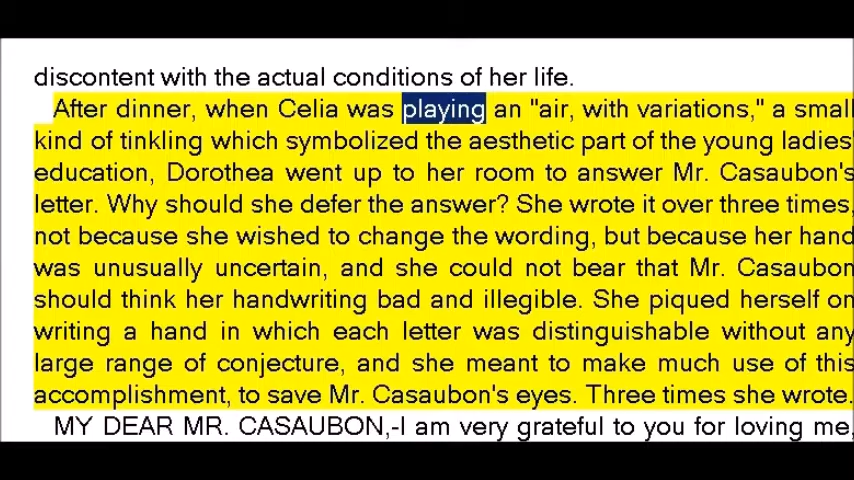 discontent with the actual conditions of her life.
After dinner, when Celia was playing an "air, with variations," a small
kind of tinkling which symbolized the aesthetic part of the young ladies'
education, Dorothea went up to her room to answer Mr. Casaubon's
letter. Why should she defer the answer? She wrote it over three times,
not because she wished to change the wording, but because her hand
was unusually uncertain, and she could not bear that Mr. Casaubon
should think her handwriting bad and illegible. She piqued herself on
writing a hand in which each letter was distinguishable without any
large range of conjecture, and she meant to make much use of this
accomplishment, to save Mr. Casaubon's eyes. Three times she wrote.
MY DEAR MR. CASAUBON,-I am very grateful to you for loving me,